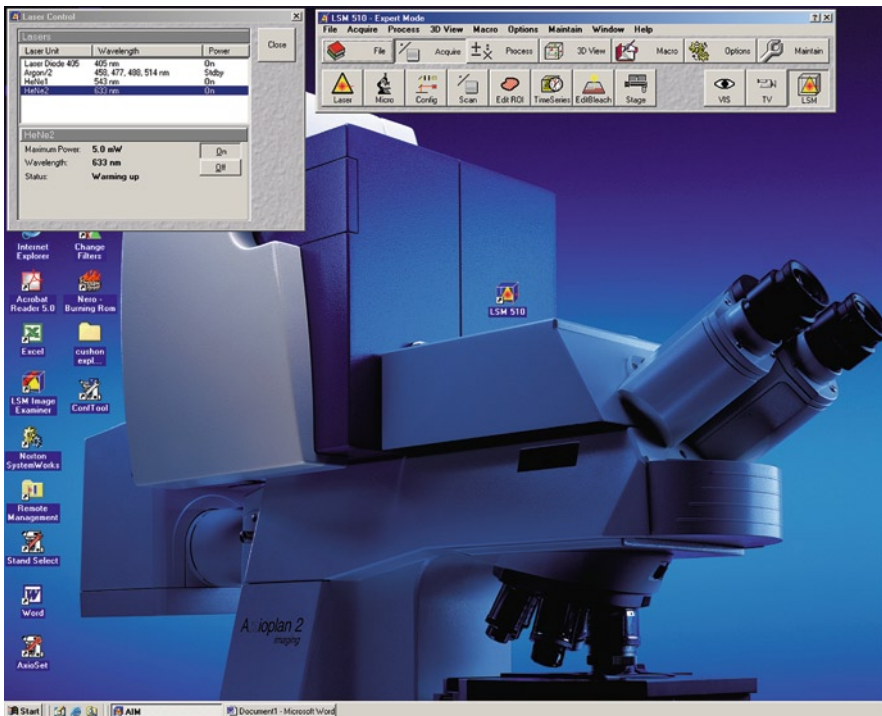 Laser Control
Lasers
Laser Unit Wavelength Power
Laser Diode 405 405 nm On
Argon/2 458, 477, 488, 514 nm Stdby
HeNe1 543 nm On
HeNe2 633 nm On
Close
HeNe2
Maximum Power: 5.0 mW
Wavelength: 633 nm
Status: Warming up
On
Off
LSM 510 - Expert Mode
File Acquire Process 3D View Macro Options Maintain Window Help
File Acquire Process 3D View Macro Options Maintain
Laser Micro Config Scan Edit ROI TimeSeries EditBleach Stage VIS TV LSM
Internet Explorer
Change Filters
Acrobat Reader 5.0
Nero - Burning Rom
Excel
cushon expl...
LSM Image Examiner
ConfTool
Norton SystemWorks
Remote Management
Stand Select
Word
AxioSet
LSM 510
Axioplan 2
imaging
Start
AIM
Document1 - Microsoft Word